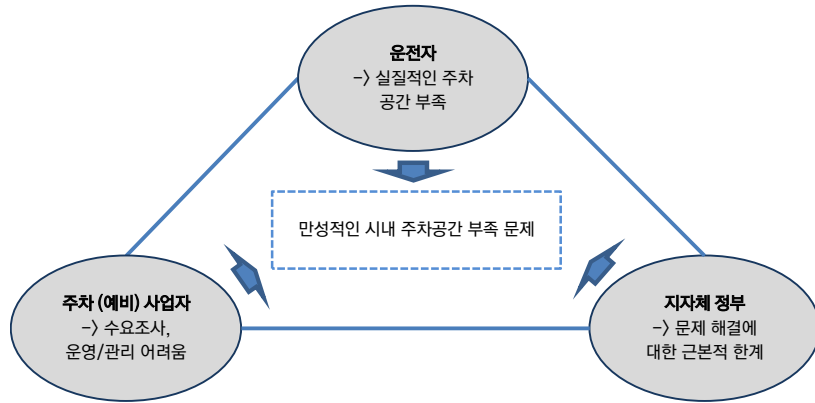 운전자
-> 실질적인 주차
공간 부족
만성적인 시내 주차공간 부족 문제
주차 (예비) 사업자
-> 수요조사,
운영/관리 어려움
지자체 정부
-> 문제 해결에
대한 근본적 한계